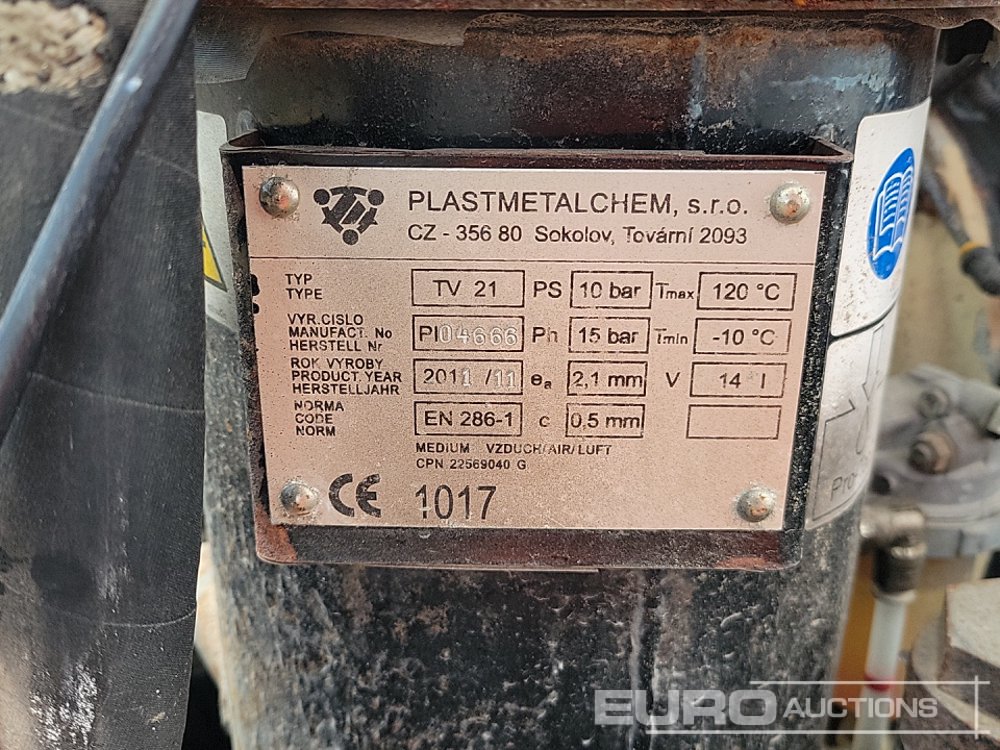 PLASTMETALCHEM, s.r.o.
CZ - 356 80 Sokolov, Tovární 2093
TYP
TYPE
TV 21 PS 10 bar Tmax 120 °C
VYR.CISLO
MANUFACT. No
HERSTELL Nr
PI04666 Ph 15 bar Tmin -10 °C
ROK VYROBY
PRODUCT YEAR
HERSTELLJAHR
2011 /11 ea 2,1 mm V 14 l
NORMA
CODE
NORM
EN 286-1 c 0,5 mm
MEDIUM VZDUCH/AIR/LUFT
CPN 22569040 G
CE 1017
Pro
EURO AUCTIONS